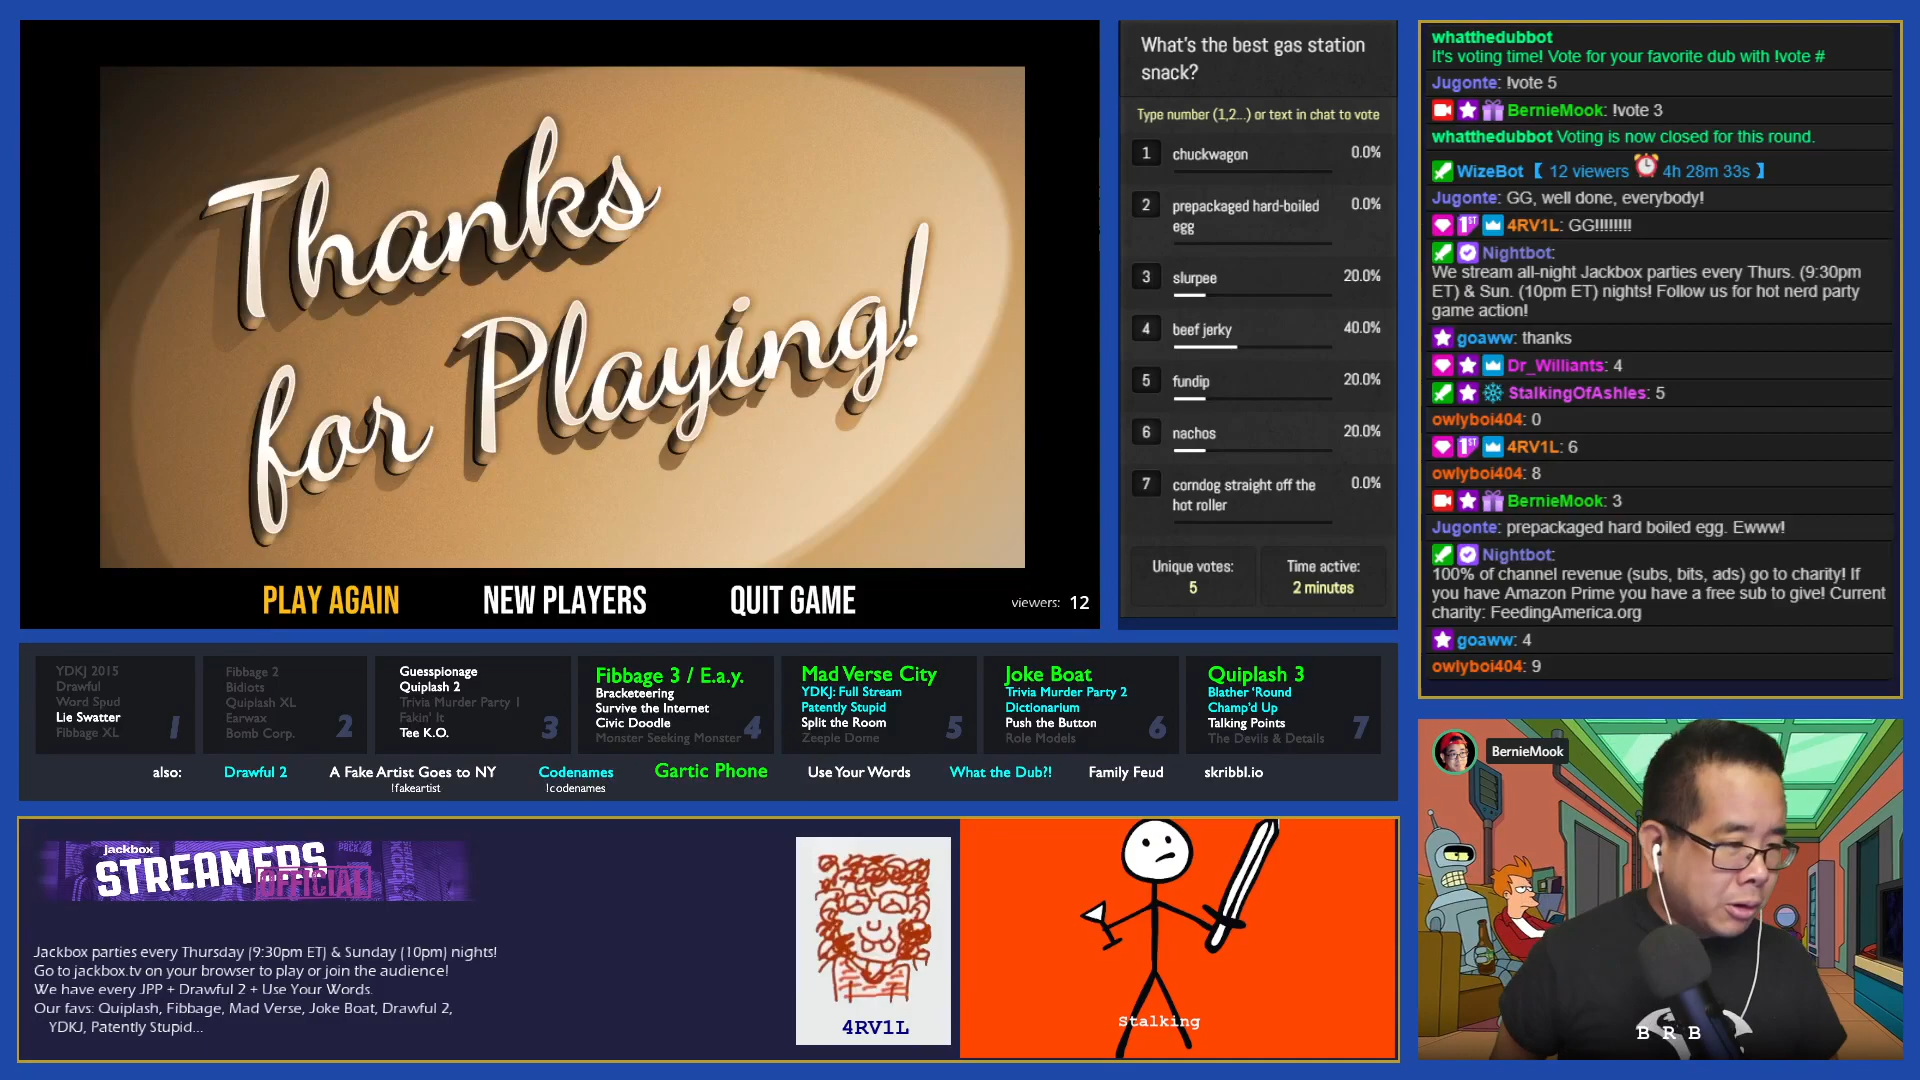 Thanks
for Playing!
PLAY AGAIN
NEW PLAYERS
QUIT GAME
viewers: 12
What's the best gas station
snack?
Type number (1,2...) or text in chat to vote
1 chuckwagon 0.0%
2 prepackaged hard-boiled 0.0%
egg
3 slurpee 20.0%
4 beef jerky 40.0%
5 fundip 20.0%
6 nachos 20.0%
7 corndog straight off the 0.0%
hot roller
Unique votes:
5
Time active:
2 minutes
whatthedubbot
It's voting time! Vote for your favorite dub with !vote #
Jugonte: !vote 5
BernieMook: !vote 3
whatthedubbot Voting is now closed for this round.
WizeBot 【 12 viewers 4h 28m 33s 】
Jugonte: GG, well done, everybody!
1ST 4RV1L: GG!!!!!!!!
Nightbot:
We stream all-night Jackbox parties every Thurs. (9:30pm
ET) & Sun. (10pm ET) nights! Follow us for hot nerd party
game action!
goaww: thanks
Dr_Williants: 4
StalkingOfAshles: 5
owlyboi404: 0
1ST 4RV1L: 6
owlyboi404: 8
BernieMook: 3
Jugonte: prepackaged hard boiled egg. Ewww!
Nightbot:
100% of channel revenue (subs, bits, ads) go to charity! If
you have Amazon Prime you have a free sub to give! Current
charity: FeedingAmerica.org
goaww: 4
owlyboi404: 9
YDKJ 2015
Drawful
Word Spud
Lie Swatter
Fibbage XL
1
Fibbage 2
Bidiots
Quiplash XL
Earwax
Bomb Corp.
2
Guesspionage
Quiplash 2
Trivia Murder Party 1
Fakin' It
Tee K.O.
3
Fibbage 3 / E.a.y.
Bracketeering
Survive the Internet
Civic Doodle
Monster Seeking Monster
4
Mad Verse City
YDKJ: Full Stream
Patently Stupid
Split the Room
Zeeple Dome
5
Joke Boat
Trivia Murder Party 2
Dictionarium
Push the Button
Role Models
6
Quiplash 3
Blather 'Round
Champ'd Up
Talking Points
The Devils & Details
7
also: Drawful 2 A Fake Artist Goes to NY Codenames Gartic Phone Use Your Words What the Dub?! Family Feud skribbl.io
!fakeartist !codenames
jackbox
STREAMERS
OFFICIAL
Jackbox parties every Thursday (9:30pm ET) & Sunday (10pm) nights!
Go to jackbox.tv on your browser to play or join the audience!
We have every JPP + Drawful 2 + Use Your Words.
Our favs: Quiplash, Fibbage, Mad Verse, Joke Boat, Drawful 2,
YDKJ, Patently Stupid...
4RV1L
Stalking
BernieMook
B R B